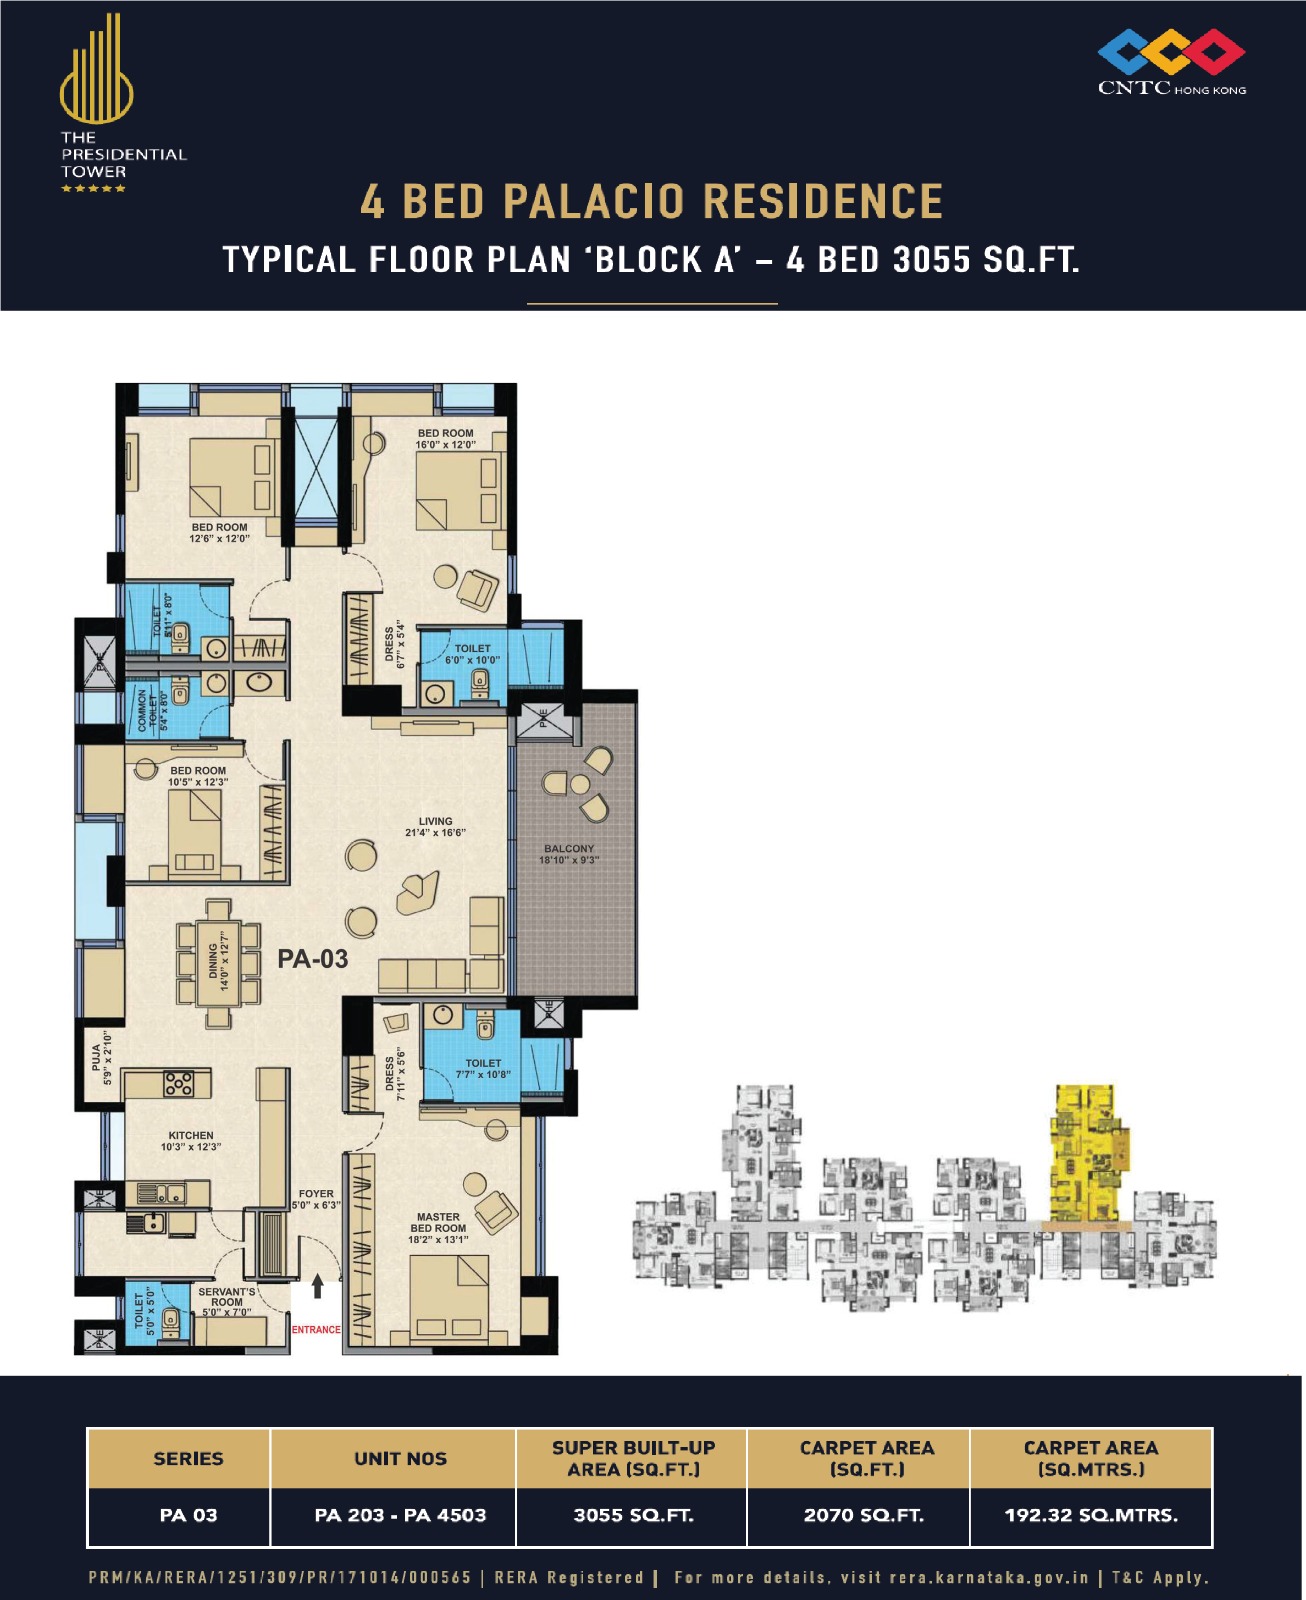 THE
PRESIDENTIAL
TOWER
CNTC HONG KONG
4 BED PALACIO RESIDENCE
TYPICAL FLOOR PLAN ‘BLOCK A’ – 4 BED 3055 SQ.FT.
BED ROOM
16'0" x 12'0"
BED ROOM
12'6" x 12'0"
TOILET
5'11" x 8'0"
DRESS
6'7" x 5'4"
TOILET
6'0" x 10'0"
PHE
COMMON
TOILET
5'4" x 8'0"
PHE
BED ROOM
10'5" x 12'3"
LIVING
21'4" x 16'6"
BALCONY
18'10" x 9'3"
DINING
14'0" x 12'7"
PA-03
PHE
PUJA
5'9" x 2'10"
DRESS
7'11" x 5'6"
TOILET
7'7" x 10'8"
KITCHEN
10'3" x 12'3"
PHE
FOYER
5'0" x 6'3"
MASTER
BED ROOM
18'2" x 13'1"
TOILET
5'0" x 5'0"
SERVANT'S
ROOM
5'0" x 7'0"
PHE
ENTRANCE
SERIES
UNIT NOS
SUPER BUILT-UP
AREA (SQ.FT.)
CARPET AREA
(SQ.FT.)
CARPET AREA
(SQ.MTRS.)
PA 03
PA 203 - PA 4503
3055 SQ.FT.
2070 SQ.FT.
192.32 SQ.MTRS.
PRM/KA/RERA/1251/309/PR/171014/000565 | RERA Registered | For more details, visit rera.karnataka.gov.in | T&C Apply.